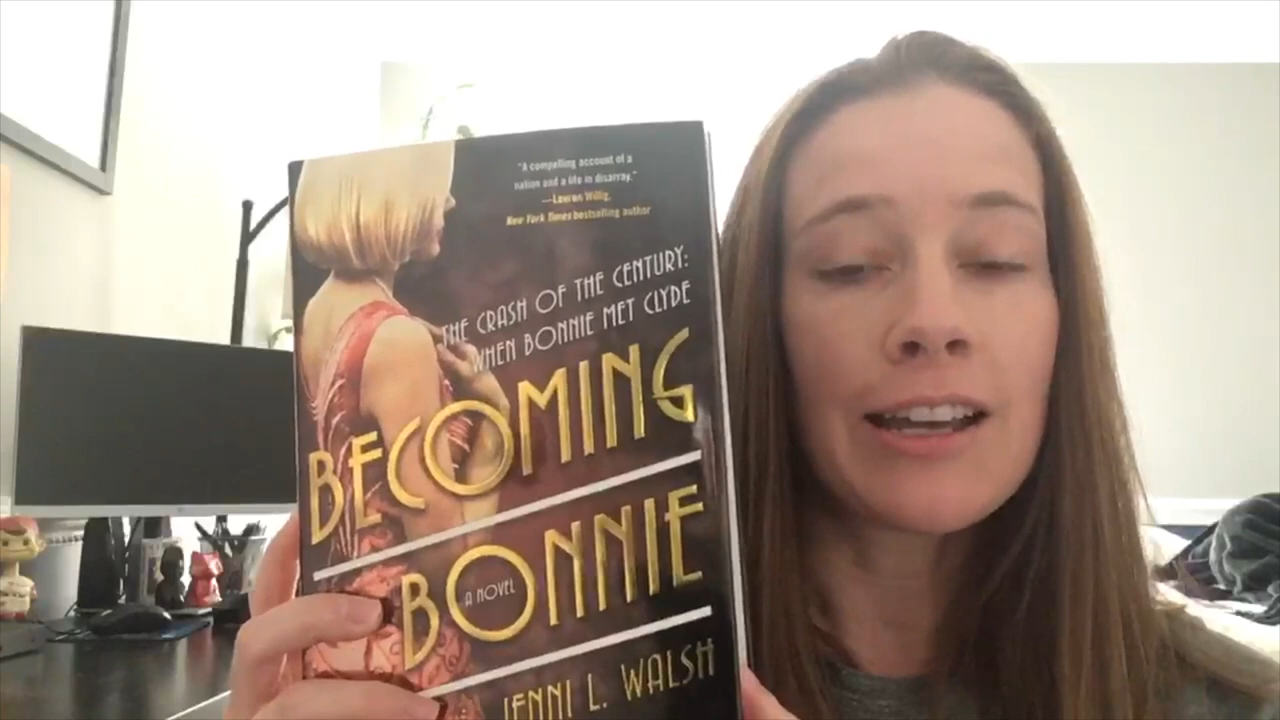 "A compelling account of a
nation and a life in disarray."
—Lauren Willig,
New York Times bestselling author
THE CRASH OF THE CENTURY:
WHEN BONNIE MET CLYDE
BECOMING
BONNIE
A NOVEL
JENNI L. WALSH